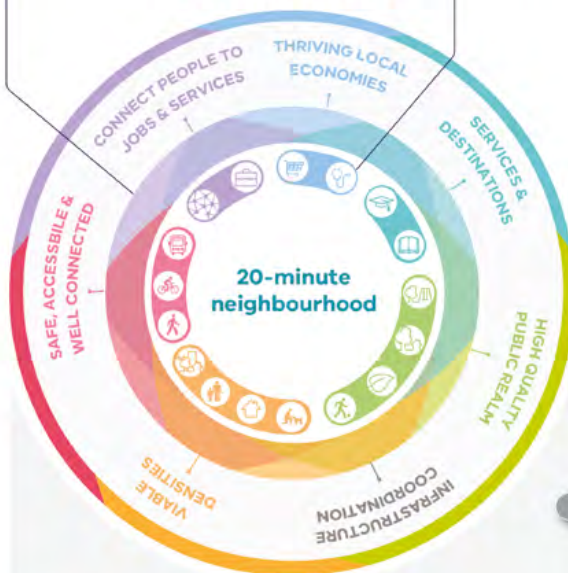 CONNECT PEOPLE TO
JOBS & SERVICES
THRIVING LOCAL
ECONOMIES
SERVICES &
DESTINATIONS
HIGH QUALITY
PUBLIC REALM
INFRASTRUCTURE
COORDINATION
VIABLE
DENSITIES
SAFE, ACCESSBILE &
WELL CONNECTED
20-minute
neighbourhood